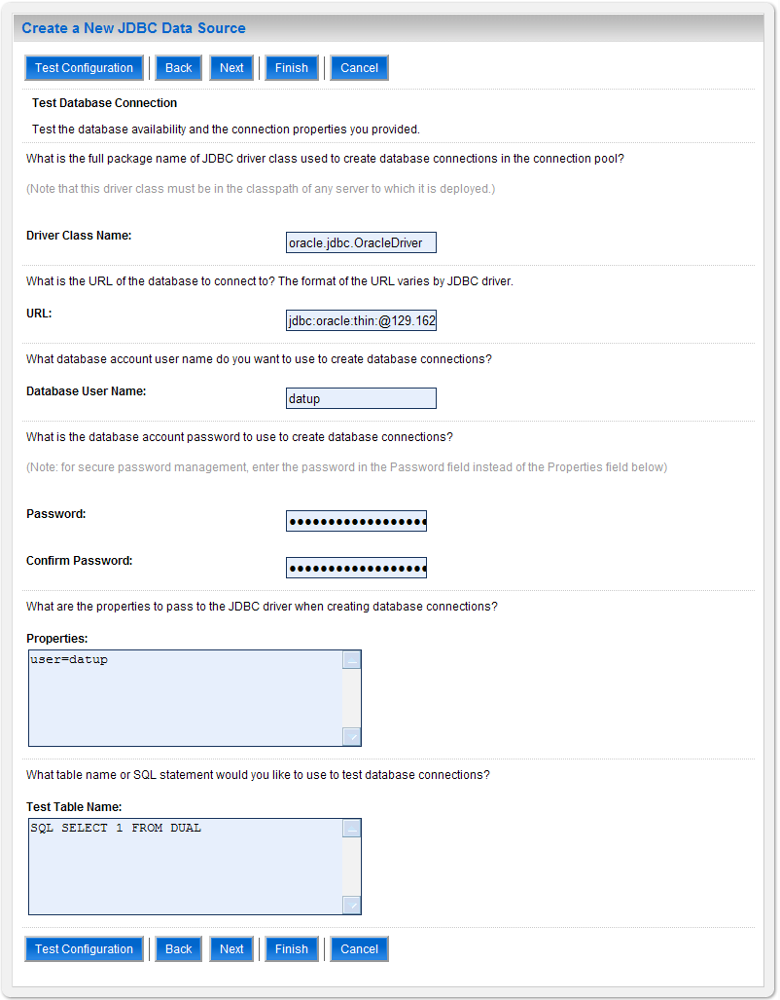 Create a New JDBC Data Source
Test Configuration Back Next Finish Cancel
Test Database Connection
Test the database availability and the connection properties you provided.
What is the full package name of JDBC driver class used to create database connections in the connection pool?
(Note that this driver class must be in the classpath of any server to which it is deployed.)
Driver Class Name:
oracle.jdbc.OracleDriver
What is the URL of the database to connect to? The format of the URL varies by JDBC driver.
URL:
jdbc:oracle:thin:@129.162
What database account user name do you want to use to create database connections?
Database User Name:
datup
What is the database account password to use to create database connections?
(Note: for secure password management, enter the password in the Password field instead of the Properties field below)
Password:
●●●●●●●●●●●●●●●●●●
Confirm Password:
●●●●●●●●●●●●●●●●●●
What are the properties to pass to the JDBC driver when creating database connections?
Properties:
user=datup
What table name or SQL statement would you like to use to test database connections?
Test Table Name:
SQL SELECT 1 FROM DUAL
Test Configuration Back Next Finish Cancel